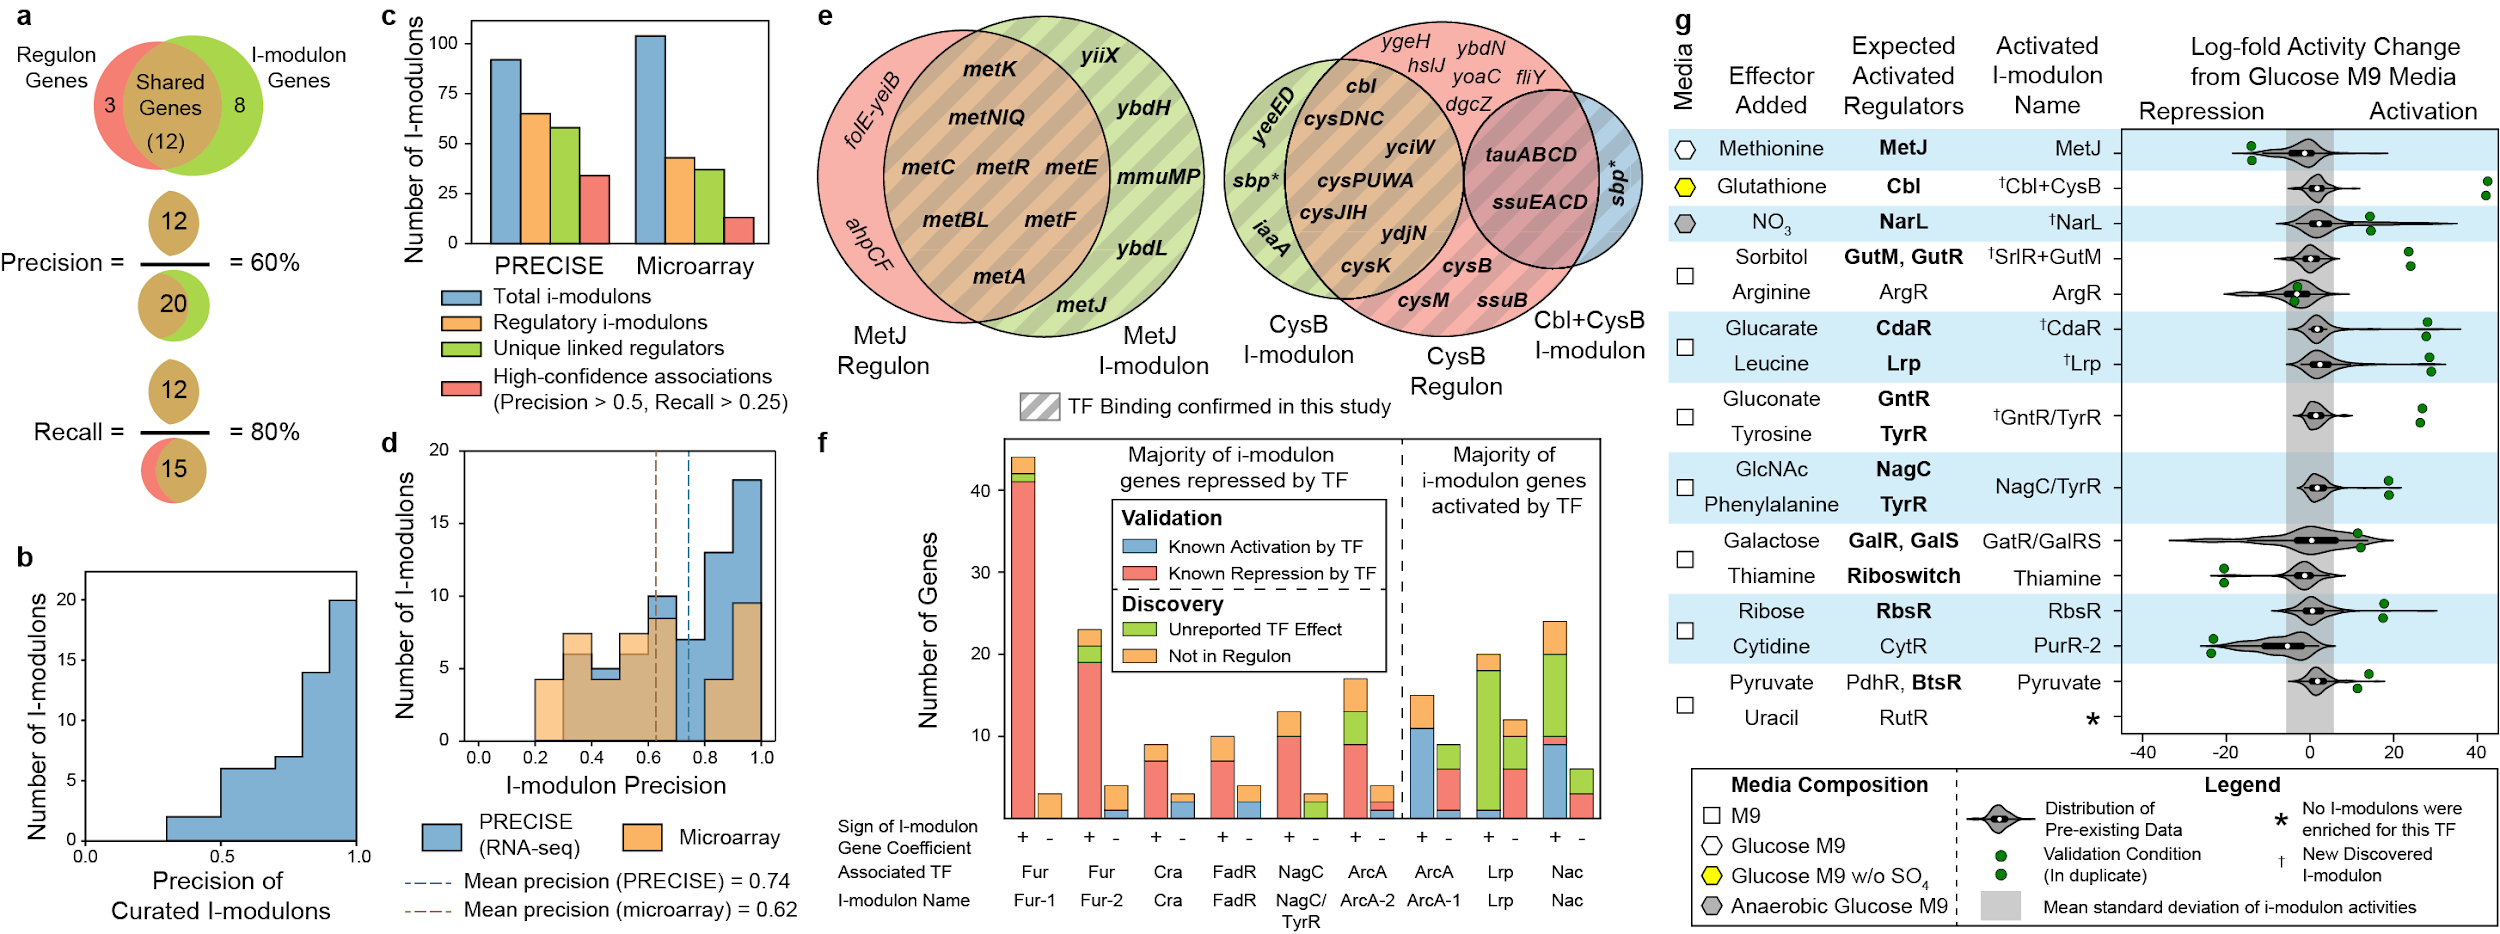 a
Regulon
Genes
I-modulon
Genes
Shared
Genes
(12)
3
8
12
Precision =
= 60%
20
12
Recall =
= 80%
15
b
Number of I-modulons
20
15
10
5
0
0.0
0.5
1.0
Precision of
Curated I-modulons
c
Number of I-modulons
100
75
50
25
0
PRECISE
Microarray
Total i-modulons
Regulatory i-modulons
Unique linked regulators
High-confidence associations
(Precision > 0.5, Recall > 0.25)
d
Number of I-modulons
20
15
10
5
0
0.0
0.2
0.4
0.6
0.8
1.0
I-modulon Precision
PRECISE
(RNA-seq)
Microarray
Mean precision (PRECISE) = 0.74
Mean precision (microarray) = 0.62
e
folE-yeiB
ahpCF
metK
metNIQ
metC
metR
metE
metBL
metF
metA
yiiX
ybdH
mmuMP
ybdL
metJ
MetJ
Regulon
MetJ
I-modulon
yeeED
sbp*
iaaA
cbl
cysDNC
yciW
cysPUWA
cysJIH
ydjN
cysK
ygeH
ybdN
hslJ
yoaC
fliY
dgcZ
tauABCD
ssuEACD
sbp*
cysB
cysM
ssuB
CysB
I-modulon
CysB
Regulon
Cbl+CysB
I-modulon
TF Binding confirmed in this study
f
Number of Genes
40
30
20
10
Majority of i-modulon
genes repressed by TF
Majority of
i-modulon genes
activated by TF
Validation
Known Activation by TF
Known Repression by TF
Discovery
Unreported TF Effect
Not in Regulon
Sign of I-modulon
Gene Coefficient
+ - + - + - + - + - + - + - + - + -
Associated TF
Fur Fur Cra FadR NagC ArcA ArcA Lrp Nac
I-modulon Name
Fur-1 Fur-2 Cra FadR NagC/ ArcA-2 ArcA-1 Lrp Nac
TyrR
g
Media
Effector
Added
Expected
Activated
Regulators
Activated
I-modulon
Name
Log-fold Activity Change
from Glucose M9 Media
Repression
Activation
Methionine MetJ MetJ
Glutathione Cbl †Cbl+CysB
NO3 NarL †NarL
Sorbitol GutM, GutR †SrlR+GutM
Arginine ArgR ArgR
Glucarate CdaR †CdaR
Leucine Lrp †Lrp
Gluconate GntR
†GntR/TyrR
Tyrosine TyrR
GlcNAc NagC
NagC/TyrR
Phenylalanine TyrR
Galactose GalR, GalS GatR/GalRS
Thiamine Riboswitch Thiamine
Ribose RbsR RbsR
Cytidine CytR PurR-2
Pyruvate PdhR, BtsR Pyruvate
Uracil RutR *
-40
-20
0
20
40
Media Composition
M9
Glucose M9
Glucose M9 w/o SO4
Anaerobic Glucose M9
Legend
Distribution of
Pre-existing Data
Validation Condition
(In duplicate)
* No I-modulons were
enriched for this TF
† New Discovered
I-modulon
Mean standard deviation of i-modulon activities